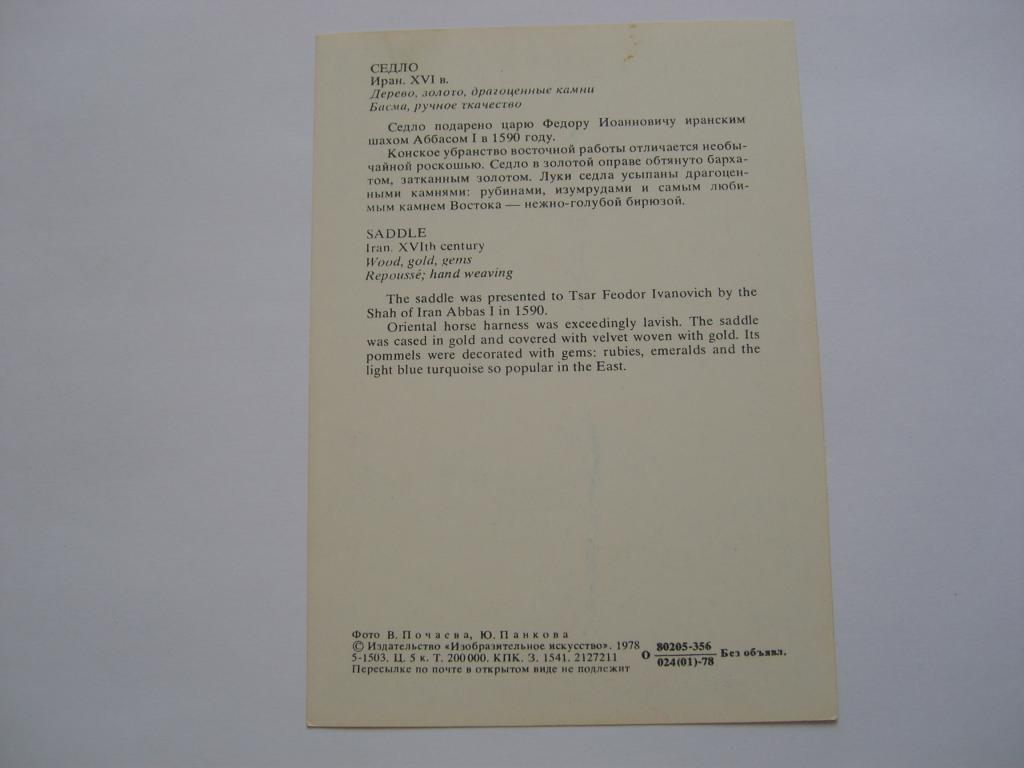 СЕДЛО
Иран. XVI в.
Дерево, золото, драгоценные камни
Басма, ручное ткачество
Седло подарено царю Федору Иоанновичу иранским
шахом Аббасом I в 1590 году.
Конское убранство восточной работы отличается необы-
чайной роскошью. Седло в золотой оправе обтянуто барха-
том, затканным золотом. Луки седла усыпаны драгоцен-
ными камнями: рубинами, изумрудами и самым люби-
мым камнем Востока — нежно-голубой бирюзой.
SADDLE
Iran. XVIth century
Wood, gold, gems
Repoussé; hand weaving
The saddle was presented to Tsar Feodor Ivanovich by the
Shah of Iran Abbas I in 1590.
Oriental horse harness was exceedingly lavish. The saddle
was cased in gold and covered with velvet woven with gold. Its
pommels were decorated with gems: rubies, emeralds and the
light blue turquoise so popular in the East.
Фото В. Почаева, Ю. Панкова
© Издательство «Изобразительное искусство». 1978
5-1503. Ц. 5 к. Т. 200000. КПК. З. 1541. 2127211
Пересылке по почте в открытом виде не подлежит
О 80205-356 Без объявл.
024(01)-78